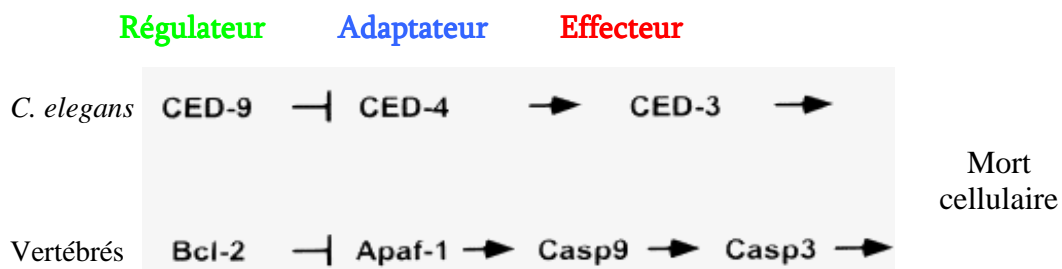 Régulateur Adaptateur Effecteur
C. elegans CED-9 CED-4 CED-3
Mort
cellulaire
Vertébrés Bcl-2 Apaf-1 Casp9 Casp3